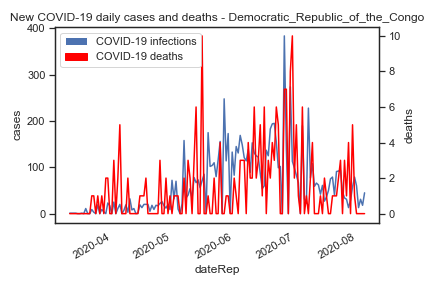 New COVID-19 daily cases and deaths - Democratic_Republic_of_the_Congo
COVID-19 infections
COVID-19 deaths
400
300
200
100
0
cases
10
8
6
4
2
0
deaths
2020-04
2020-05
2020-06
2020-07
2020-08
dateRep